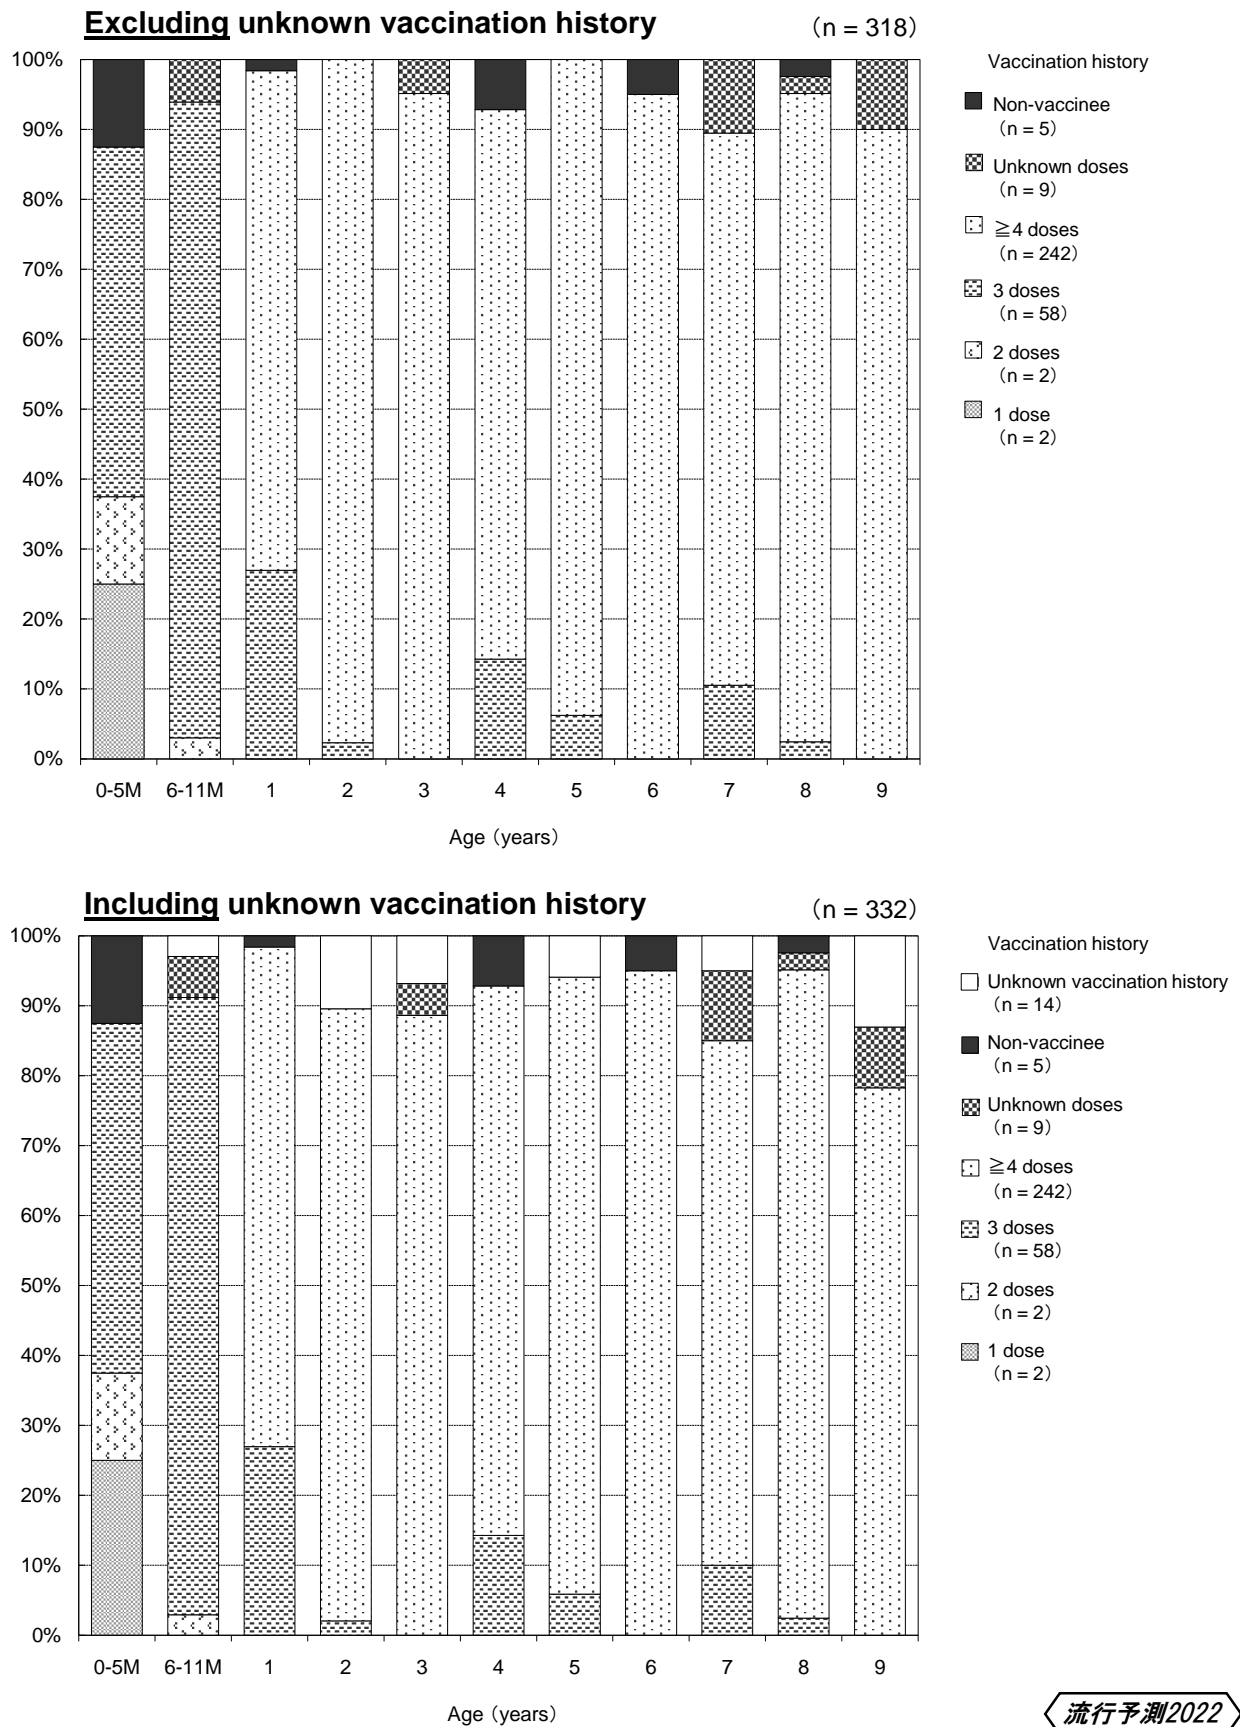 Excluding unknown vaccination history (n = 318)
100%
90%
80%
70%
60%
50%
40%
30%
20%
10%
0%
0-5M 6-11M 1 2 3 4 5 6 7 8 9
Age (years)
Vaccination history
Non-vaccinee
(n = 5)
Unknown doses
(n = 9)
≧4 doses
(n = 242)
3 doses
(n = 58)
2 doses
(n = 2)
1 dose
(n = 2)
Including unknown vaccination history (n = 332)
100%
90%
80%
70%
60%
50%
40%
30%
20%
10%
0%
0-5M 6-11M 1 2 3 4 5 6 7 8 9
Age (years)
Vaccination history
Unknown vaccination history
(n = 14)
Non-vaccinee
(n = 5)
Unknown doses
(n = 9)
≧4 doses
(n = 242)
3 doses
(n = 58)
2 doses
(n = 2)
1 dose
(n = 2)
流行予測2022